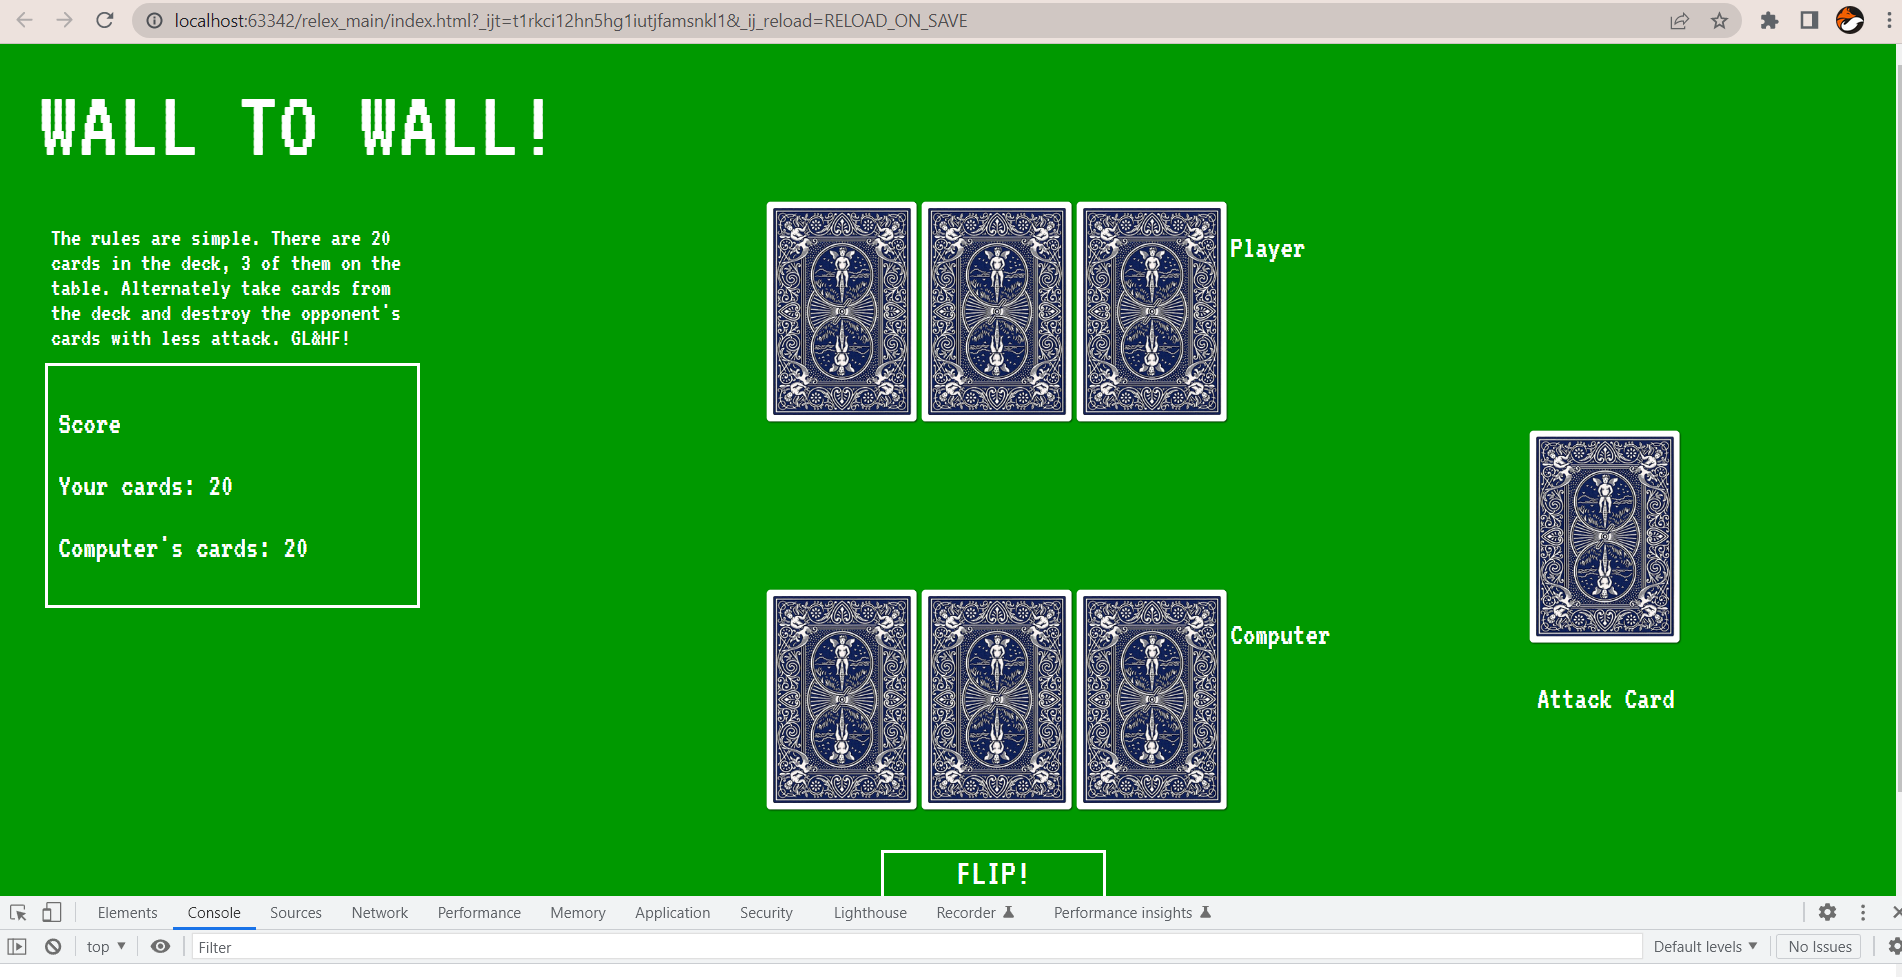 localhost:63342/relex_main/index.html?_ijt=t1rkci12hn5hg1iutjfamsnkl1&_ij_reload=RELOAD_ON_SAVE
WALL TO WALL!
The rules are simple. There are 20
cards in the deck, 3 of them on the
table. Alternately take cards from
the deck and destroy the opponent's
cards with less attack. GL&HF!
Score
Your cards: 20
Computer's cards: 20
Player
Computer
Attack Card
FLIP!
Elements Console Sources Network Performance Memory Application Security Lighthouse Recorder Performance insights
top Filter Default levels No Issues